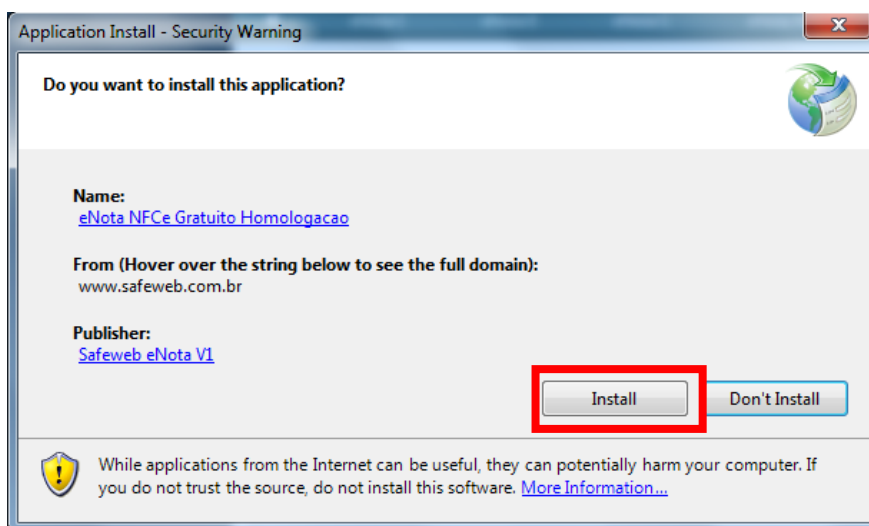 Application Install - Security Warning
Do you want to install this application?
Name:
eNota NFCe Gratuito Homologacao
From (Hover over the string below to see the full domain):
www.safeweb.com.br
Publisher:
Safeweb eNota V1
Install
Don't Install
While applications from the Internet can be useful, they can potentially harm your computer. If
you do not trust the source, do not install this software. More Information...